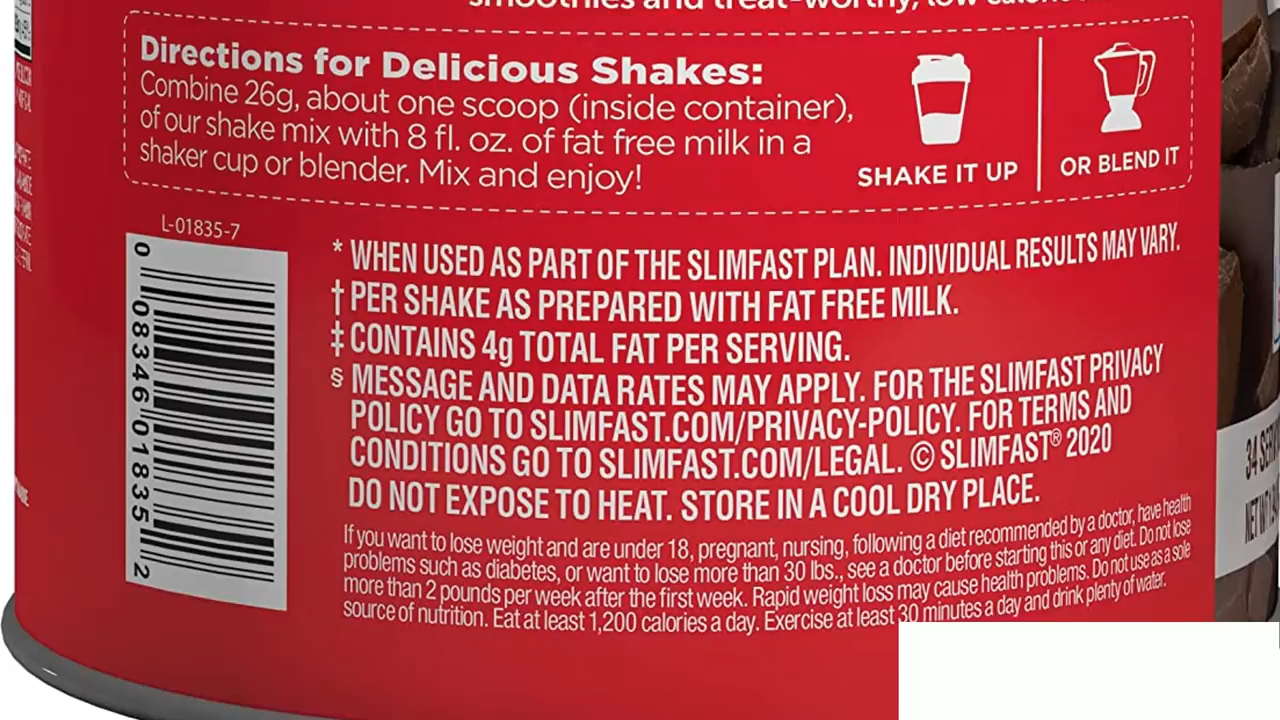 smoothies and treat-worthy, low calorie
Directions for Delicious Shakes:
Combine 26g, about one scoop (inside container),
of our shake mix with 8 fl. oz. of fat free milk in a
shaker cup or blender. Mix and enjoy!
SHAKE IT UP
OR BLEND IT
L-01835-7
0 08346 01835 2
* WHEN USED AS PART OF THE SLIMFAST PLAN. INDIVIDUAL RESULTS MAY VARY.
† PER SHAKE AS PREPARED WITH FAT FREE MILK.
‡ CONTAINS 4g TOTAL FAT PER SERVING.
§ MESSAGE AND DATA RATES MAY APPLY. FOR THE SLIMFAST PRIVACY
POLICY GO TO SLIMFAST.COM/PRIVACY-POLICY. FOR TERMS AND
CONDITIONS GO TO SLIMFAST.COM/LEGAL. © SLIMFAST® 2020
DO NOT EXPOSE TO HEAT. STORE IN A COOL DRY PLACE.
If you want to lose weight and are under 18, pregnant, nursing, following a diet recommended by a doctor, have health
problems such as diabetes, or want to lose more than 30 lbs., see a doctor before starting this or any diet. Do not lose
more than 2 pounds per week after the first week. Rapid weight loss may cause health problems. Do not use as a sole
source of nutrition. Eat at least 1,200 calories a day. Exercise at least 30 minutes a day and drink plenty of water.
34
NET